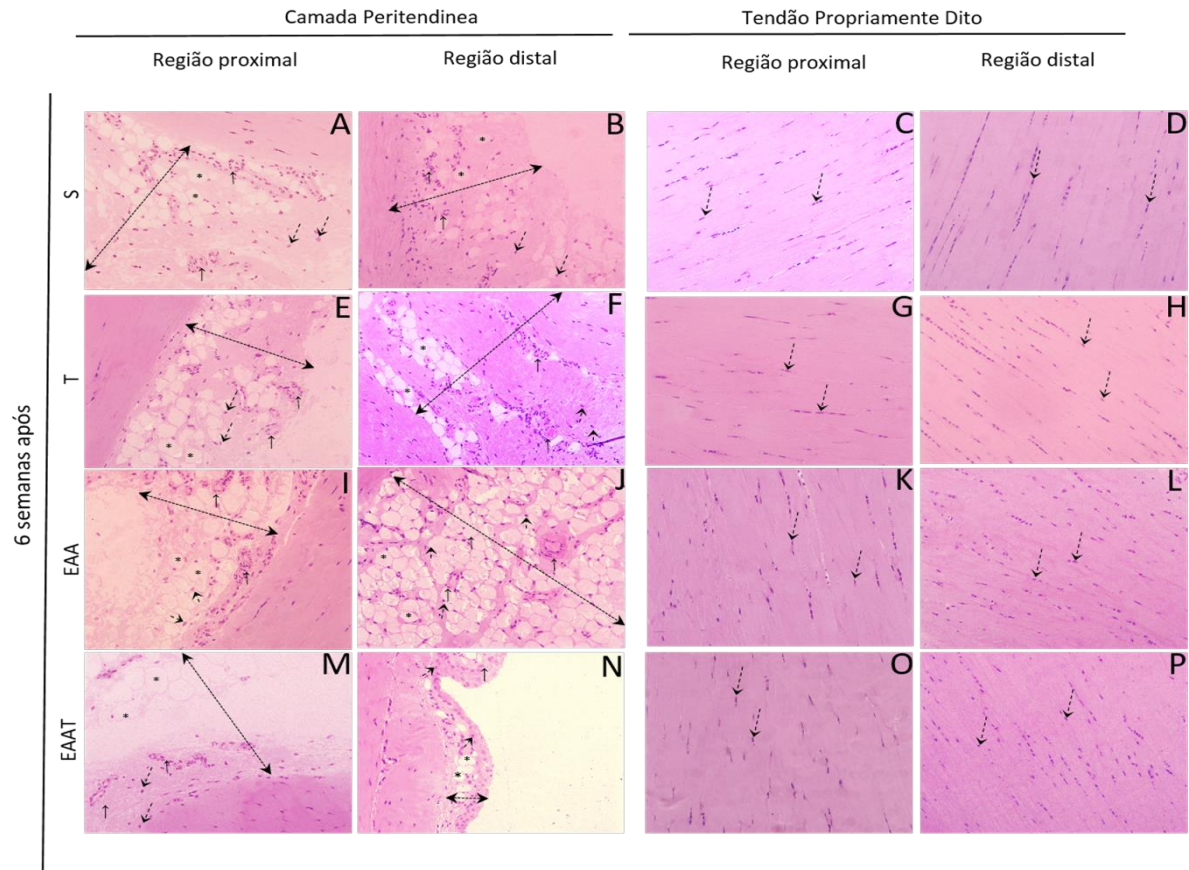 Camada Peritendinea
Tendão Propriamente Dito
Região proximal
Região distal
Região proximal
Região distal
6 semanas após
S
A
B
C
D
T
E
F
G
H
EAA
I
J
K
L
EAAT
M
N
O
P